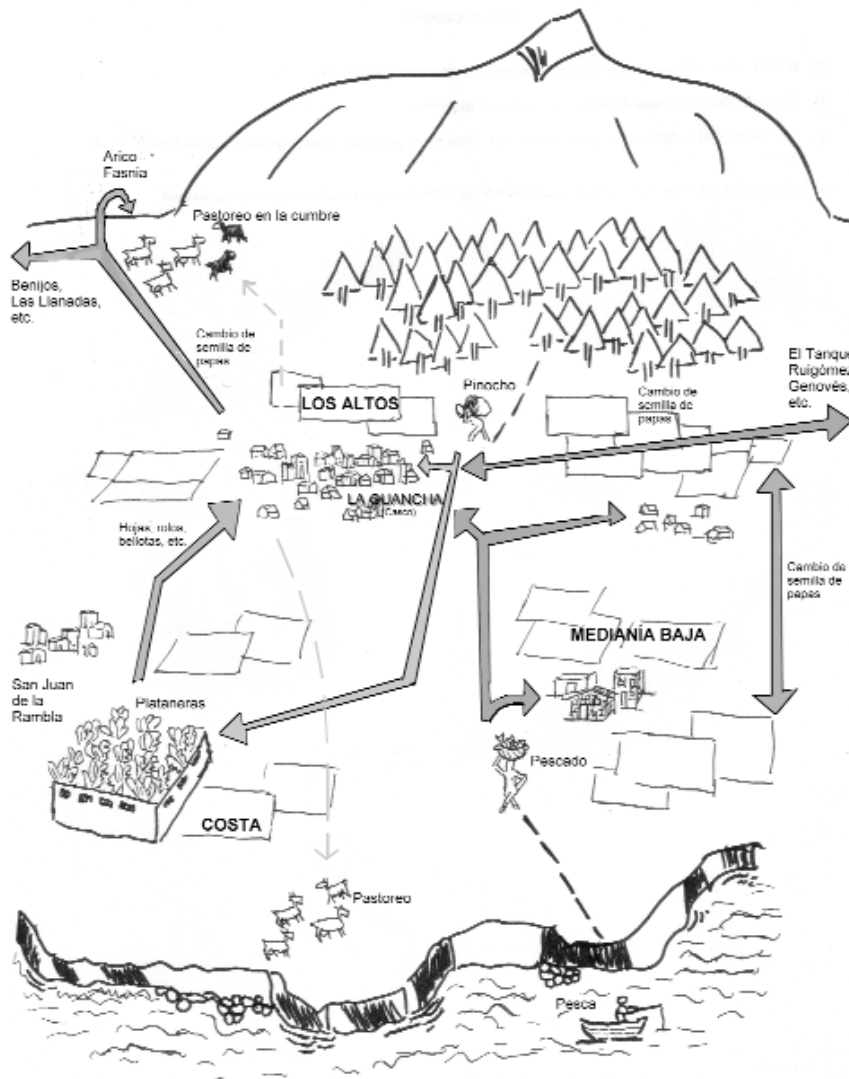 Arico
Fasnia
Pastoreo en la cumbre
Benijos,
Las Llanadas,
etc.
Cambio de
semilla de
papas
LOS ALTOS
Pinocho
Cambio de
semilla de
papas
El Tanque
Ruigómez
Genovés,
etc.
LA GUANCHA
(Casco)
Hojas, rolos,
bellotas, etc.
Cambio de
semilla de
papas
MEDIANÍA BAJA
San Juan
de la
Rambla
Plataneras
Pescado
COSTA
Pastoreo
Pesca